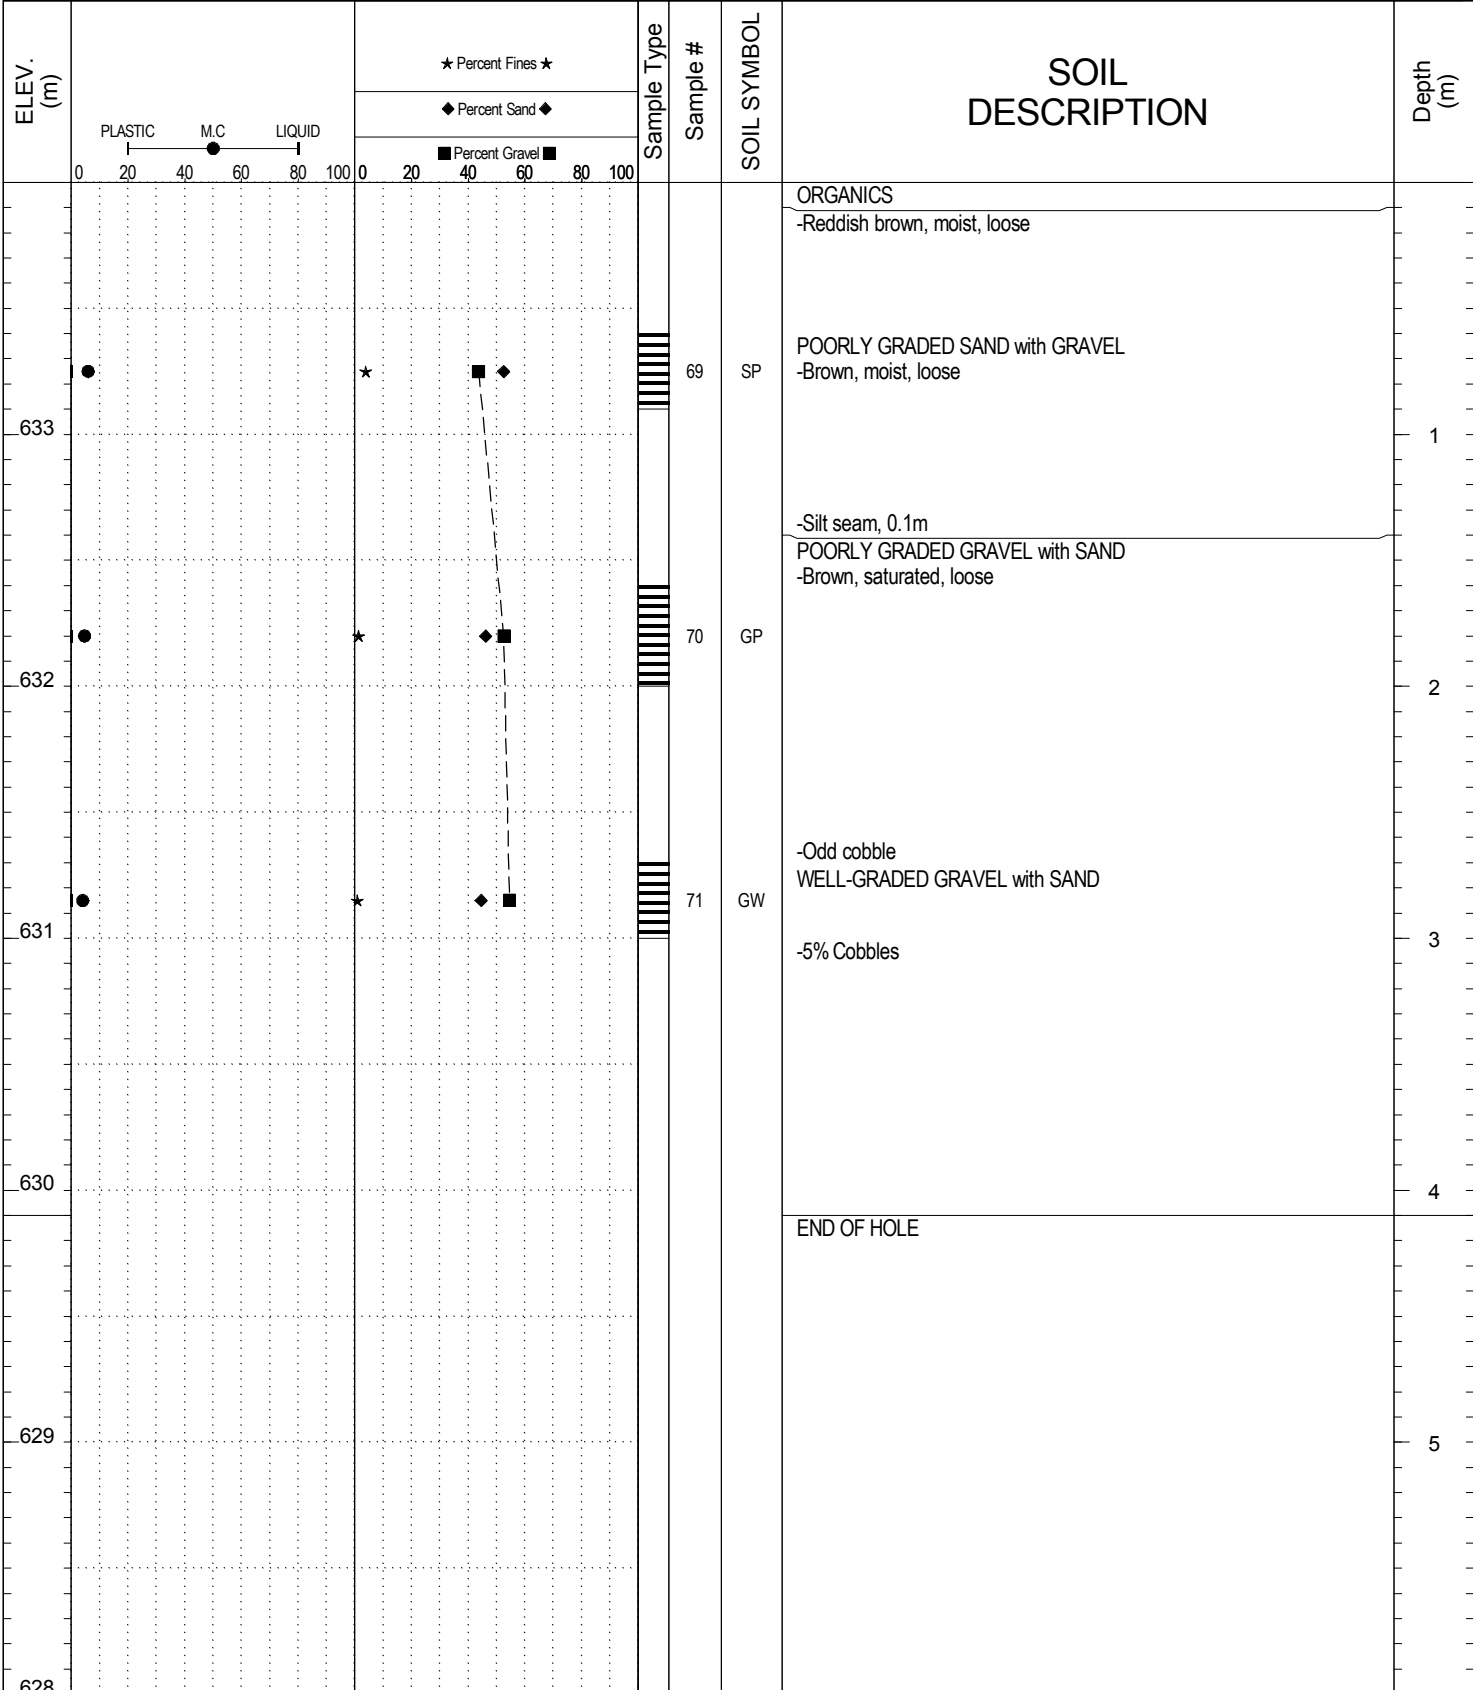 ELEV.
(m)
PLASTIC M.C LIQUID
0 20 40 60 80 100
★ Percent Fines ★
◆ Percent Sand ◆
■ Percent Gravel ■
0 20 40 60 80 100
Sample Type
Sample #
SOIL SYMBOL
SOIL
DESCRIPTION
Depth
(m)
ORGANICS
-Reddish brown, moist, loose
POORLY GRADED SAND with GRAVEL
69 SP -Brown, moist, loose
633 1
-Silt seam, 0.1m
POORLY GRADED GRAVEL with SAND
-Brown, saturated, loose
70 GP
632 2
-Odd cobble
WELL-GRADED GRAVEL with SAND
71 GW
631 3
-5% Cobbles
630 4
END OF HOLE
629 5
628